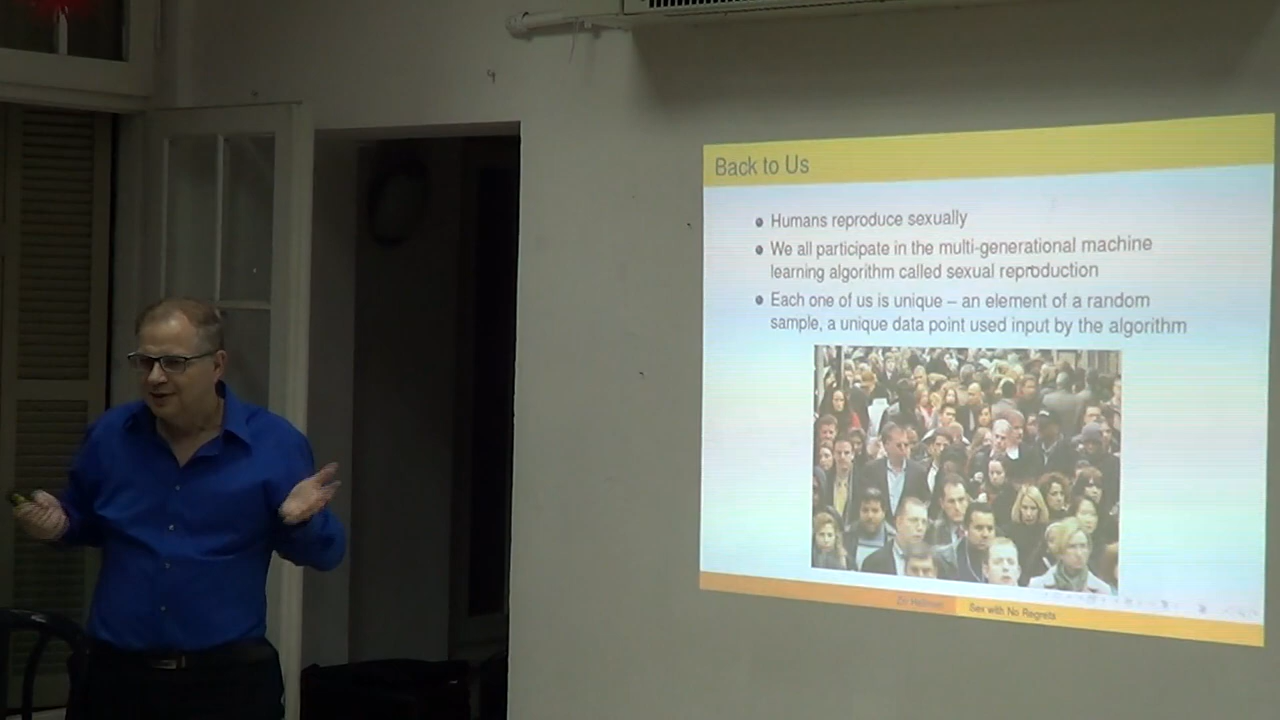 Back to Us
Humans reproduce sexually
We all participate in the multi-generational machine
learning algorithm called sexual reproduction
Each one of us is unique – an element of a random
sample, a unique data point used input by the algorithm
Ziv Hellman
Sex with No Regrets